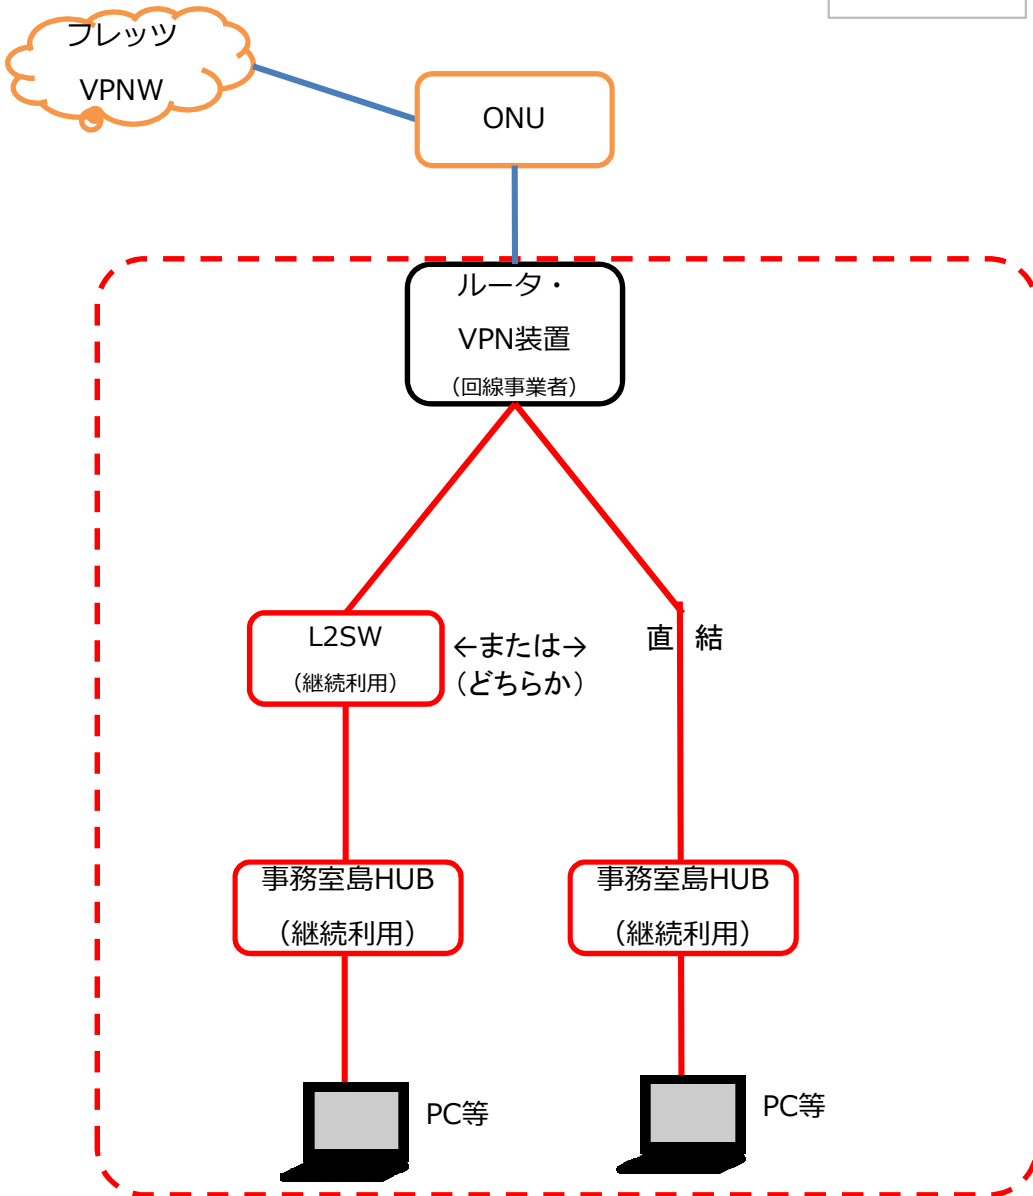 フレッツ
VPNW
ONU
ルータ・
VPN装置
（回線事業者）
L2SW
（継続利用）
←または→
（どちらか）
直 結
事務室島HUB
（継続利用）
事務室島HUB
（継続利用）
PC等
PC等